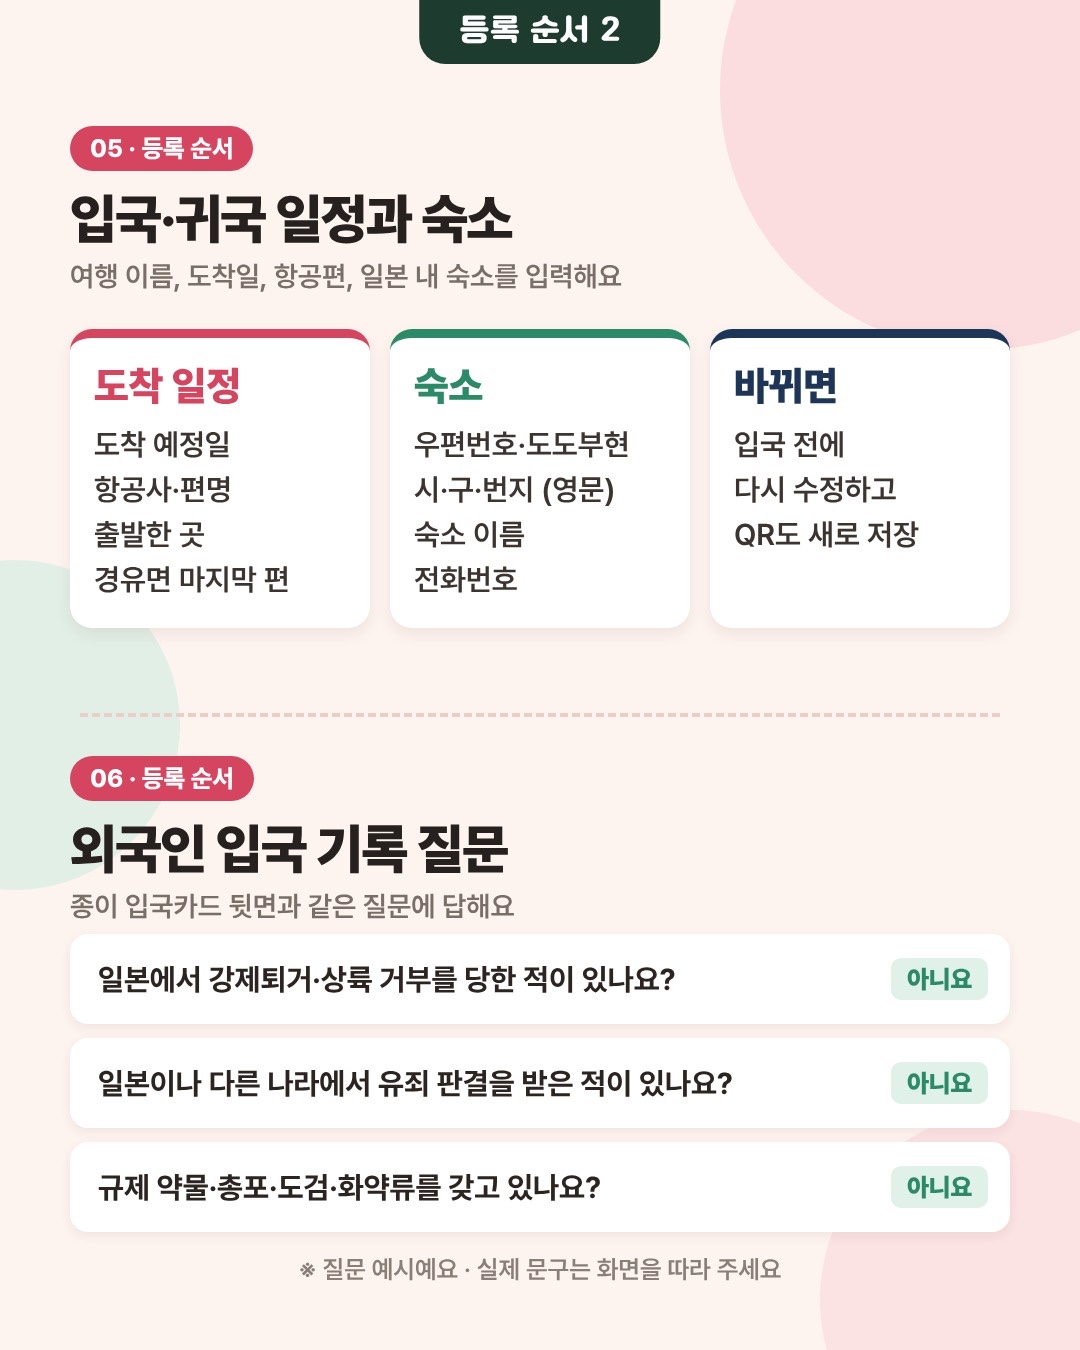 등록 순서 2
05 · 등록 순서
입국·귀국 일정과 숙소
여행 이름, 도착일, 항공편, 일본 내 숙소를 입력해요
도착 일정
도착 예정일
항공사·편명
출발한 곳
경유면 마지막 편
숙소
우편번호·도도부현
시·구·번지 (영문)
숙소 이름
전화번호
바뀌면
입국 전에
다시 수정하고
QR도 새로 저장
06 · 등록 순서
외국인 입국 기록 질문
종이 입국카드 뒷면과 같은 질문에 답해요
일본에서 강제퇴거·상륙 거부를 당한 적이 있나요? 아니요
일본이나 다른 나라에서 유죄 판결을 받은 적이 있나요? 아니요
규제 약물·총포·도검·화약류를 갖고 있나요? 아니요
※ 질문 예시예요 · 실제 문구는 화면을 따라 주세요